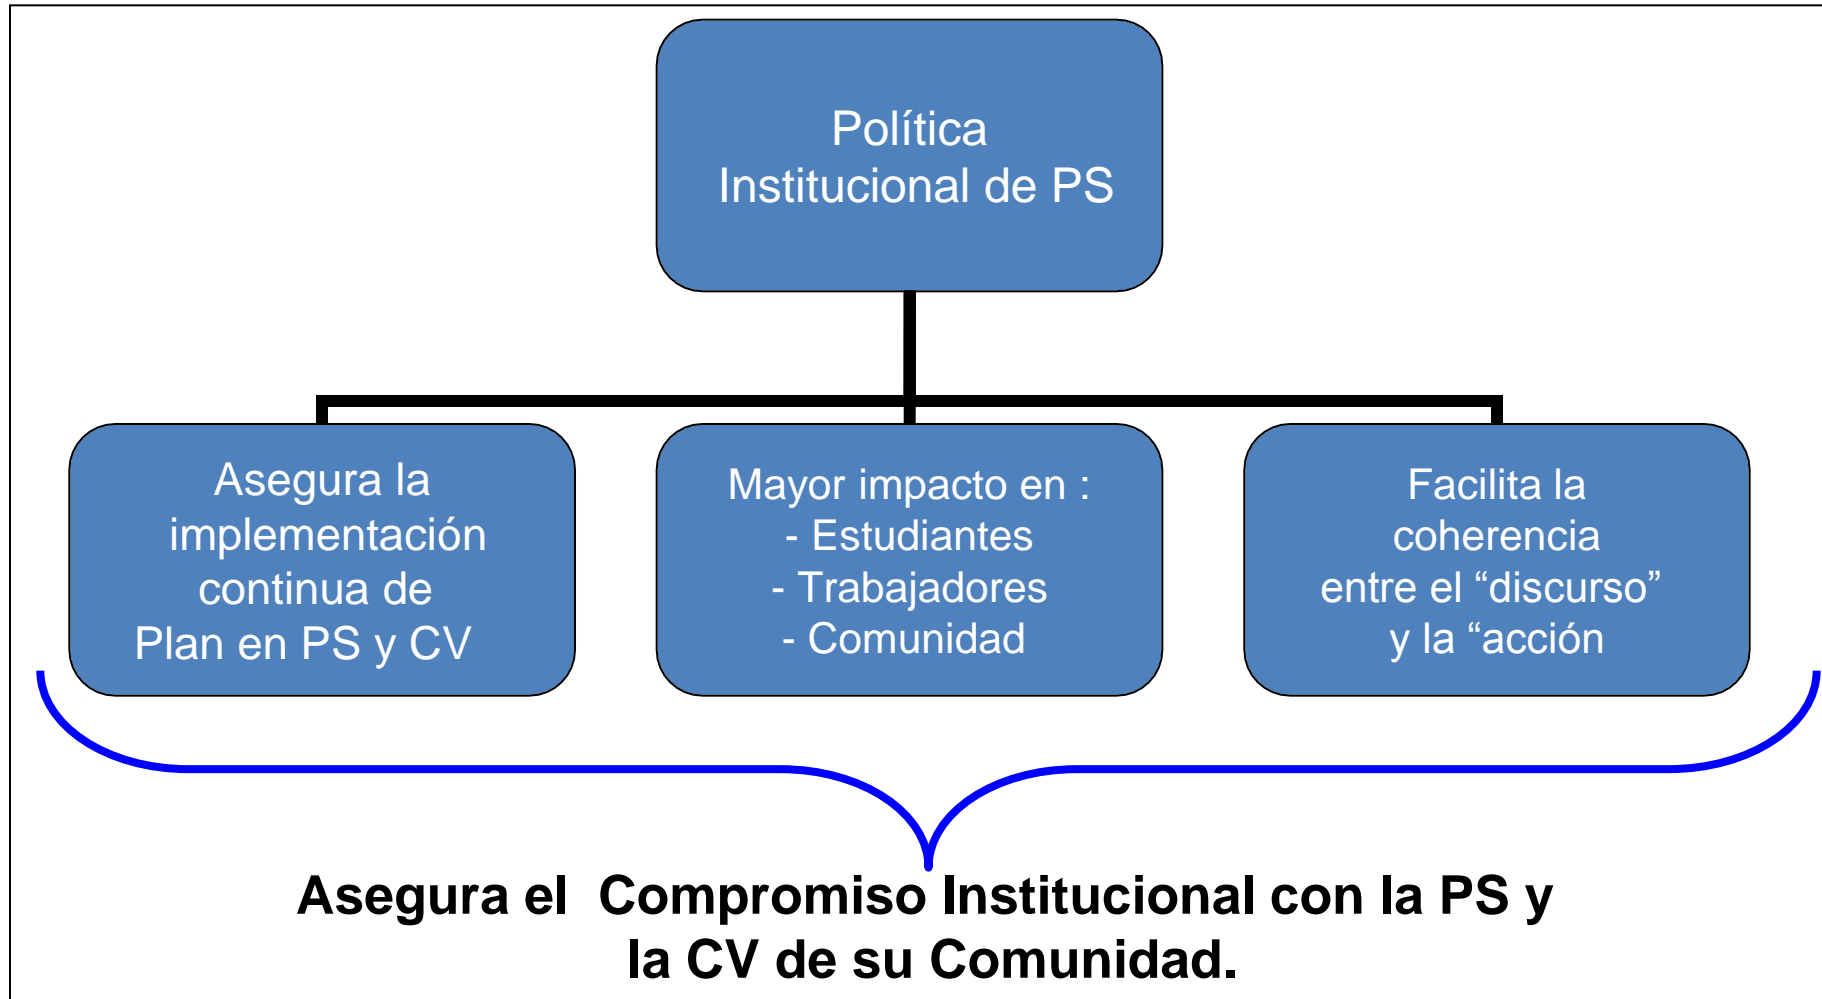 Política
Institucional de PS
Asegura la
implementación
continua de
Plan en PS y CV
Mayor impacto en :
- Estudiantes
- Trabajadores
- Comunidad
Facilita la
coherencia
entre el “discurso”
y la “acción
Asegura el  Compromiso Institucional con la PS y
la CV de su Comunidad.